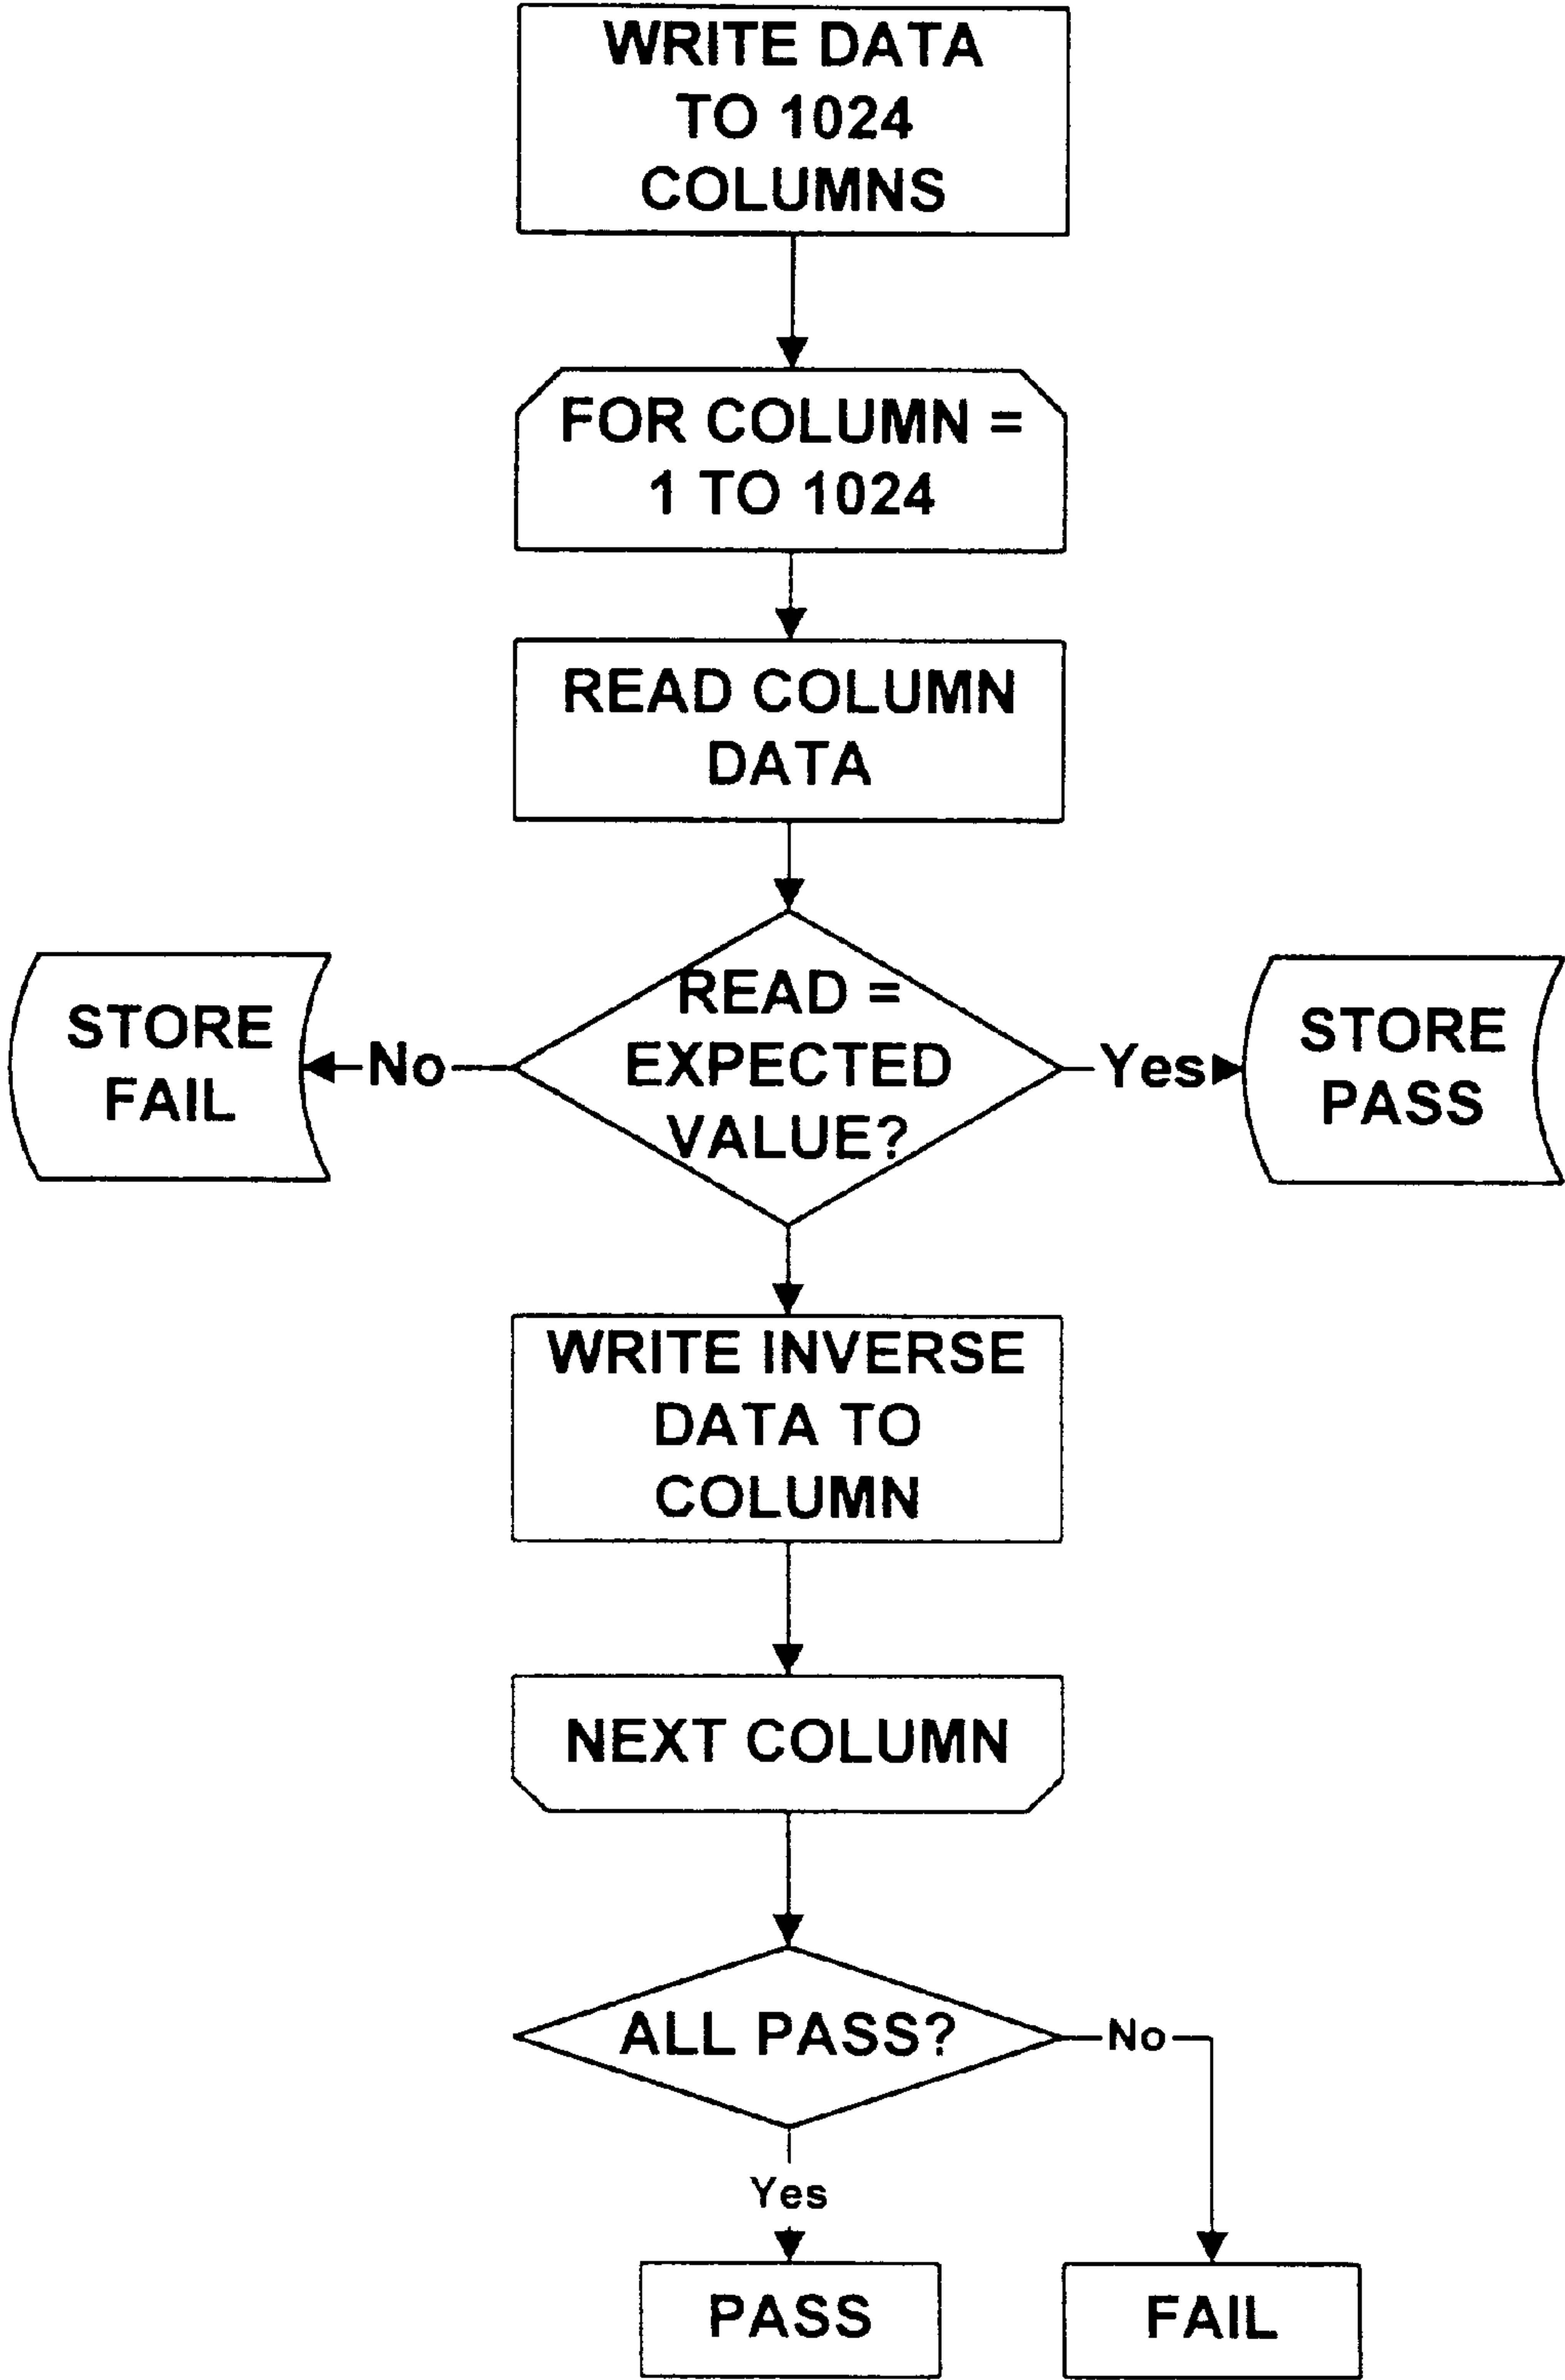 WRITE DATA
TO 1024
COLUMNS
FOR COLUMN =
1 TO 1024
READ COLUMN
DATA
READ =
EXPECTED
VALUE?
No
STORE
FAIL
Yes
STORE
PASS
WRITE INVERSE
DATA TO
COLUMN
NEXT COLUMN
ALL PASS?
No
Yes
PASS
FAIL